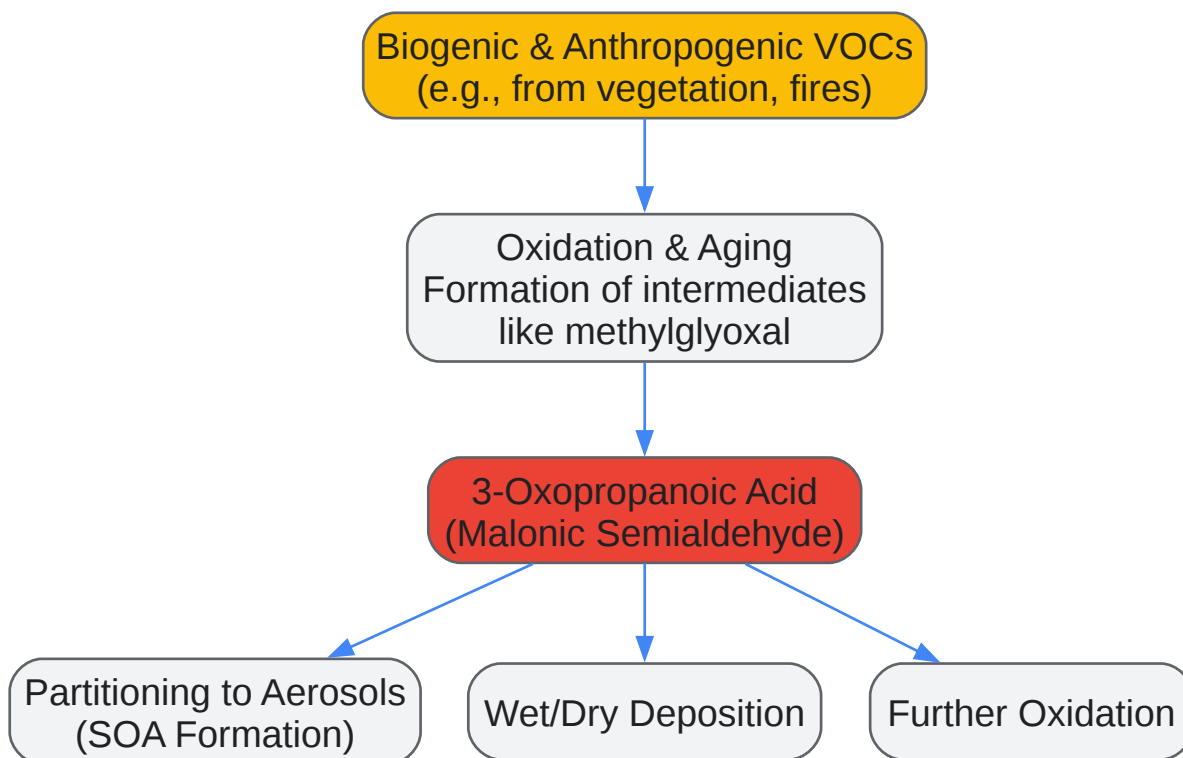 Biogenic & Anthropogenic VOCs
(e.g., from vegetation, fires)
Oxidation & Aging
Formation of intermediates
like methylglyoxal
3-Oxopropanoic Acid
(Malonic Semialdehyde)
Partitioning to Aerosols
(SOA Formation)
Wet/Dry Deposition
Further Oxidation